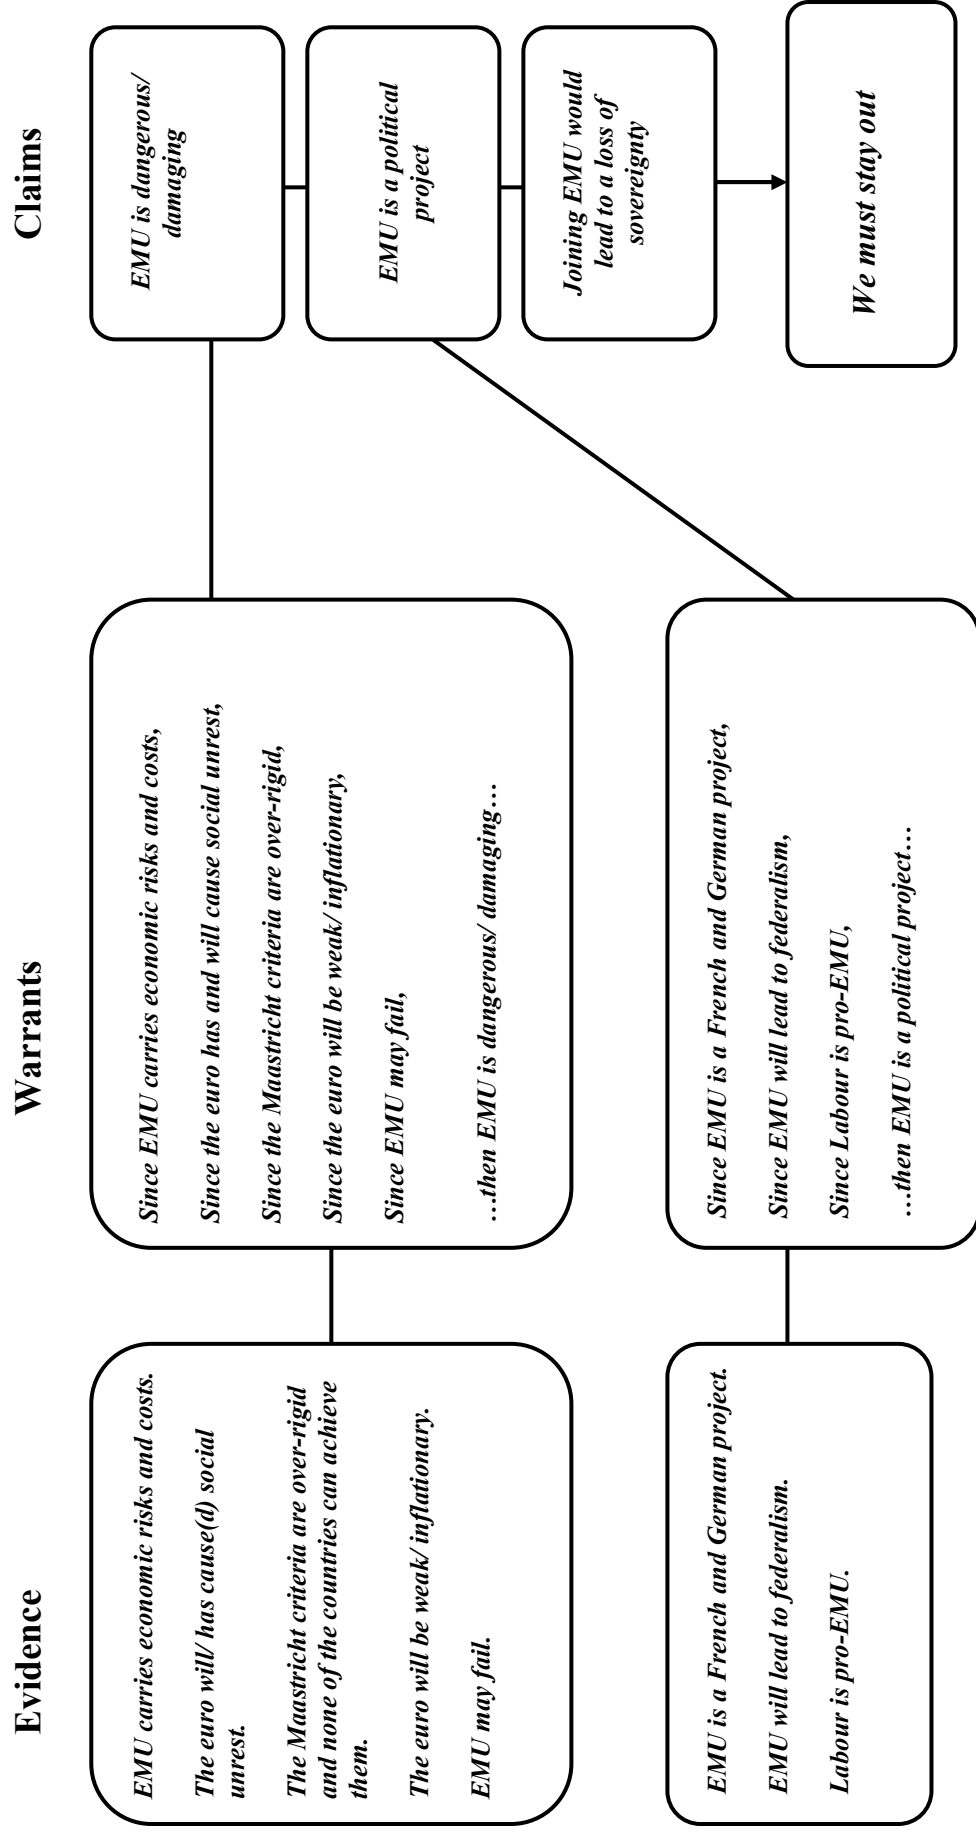 Evidence
Warrants
Claims
EMU carries economic risks and costs.
The euro will/ has cause(d) social
unrest.
The Maastricht criteria are over-rigid
and none of the countries can achieve
them.
The euro will be weak/ inflationary.
EMU may fail.
Since EMU carries economic risks and costs,
Since the euro has and will cause social unrest,
Since the Maastricht criteria are over-rigid,
Since the euro will be weak/ inflationary,
Since EMU may fail,
…then EMU is dangerous/ damaging…
EMU is dangerous/
damaging
EMU is a political
project
Joining EMU would
lead to a loss of
sovereignty
EMU is a French and German project.
EMU will lead to federalism.
Labour is pro-EMU.
Since EMU is a French and German project,
Since EMU will lead to federalism,
Since Labour is pro-EMU,
…then EMU is a political project…
We must stay out